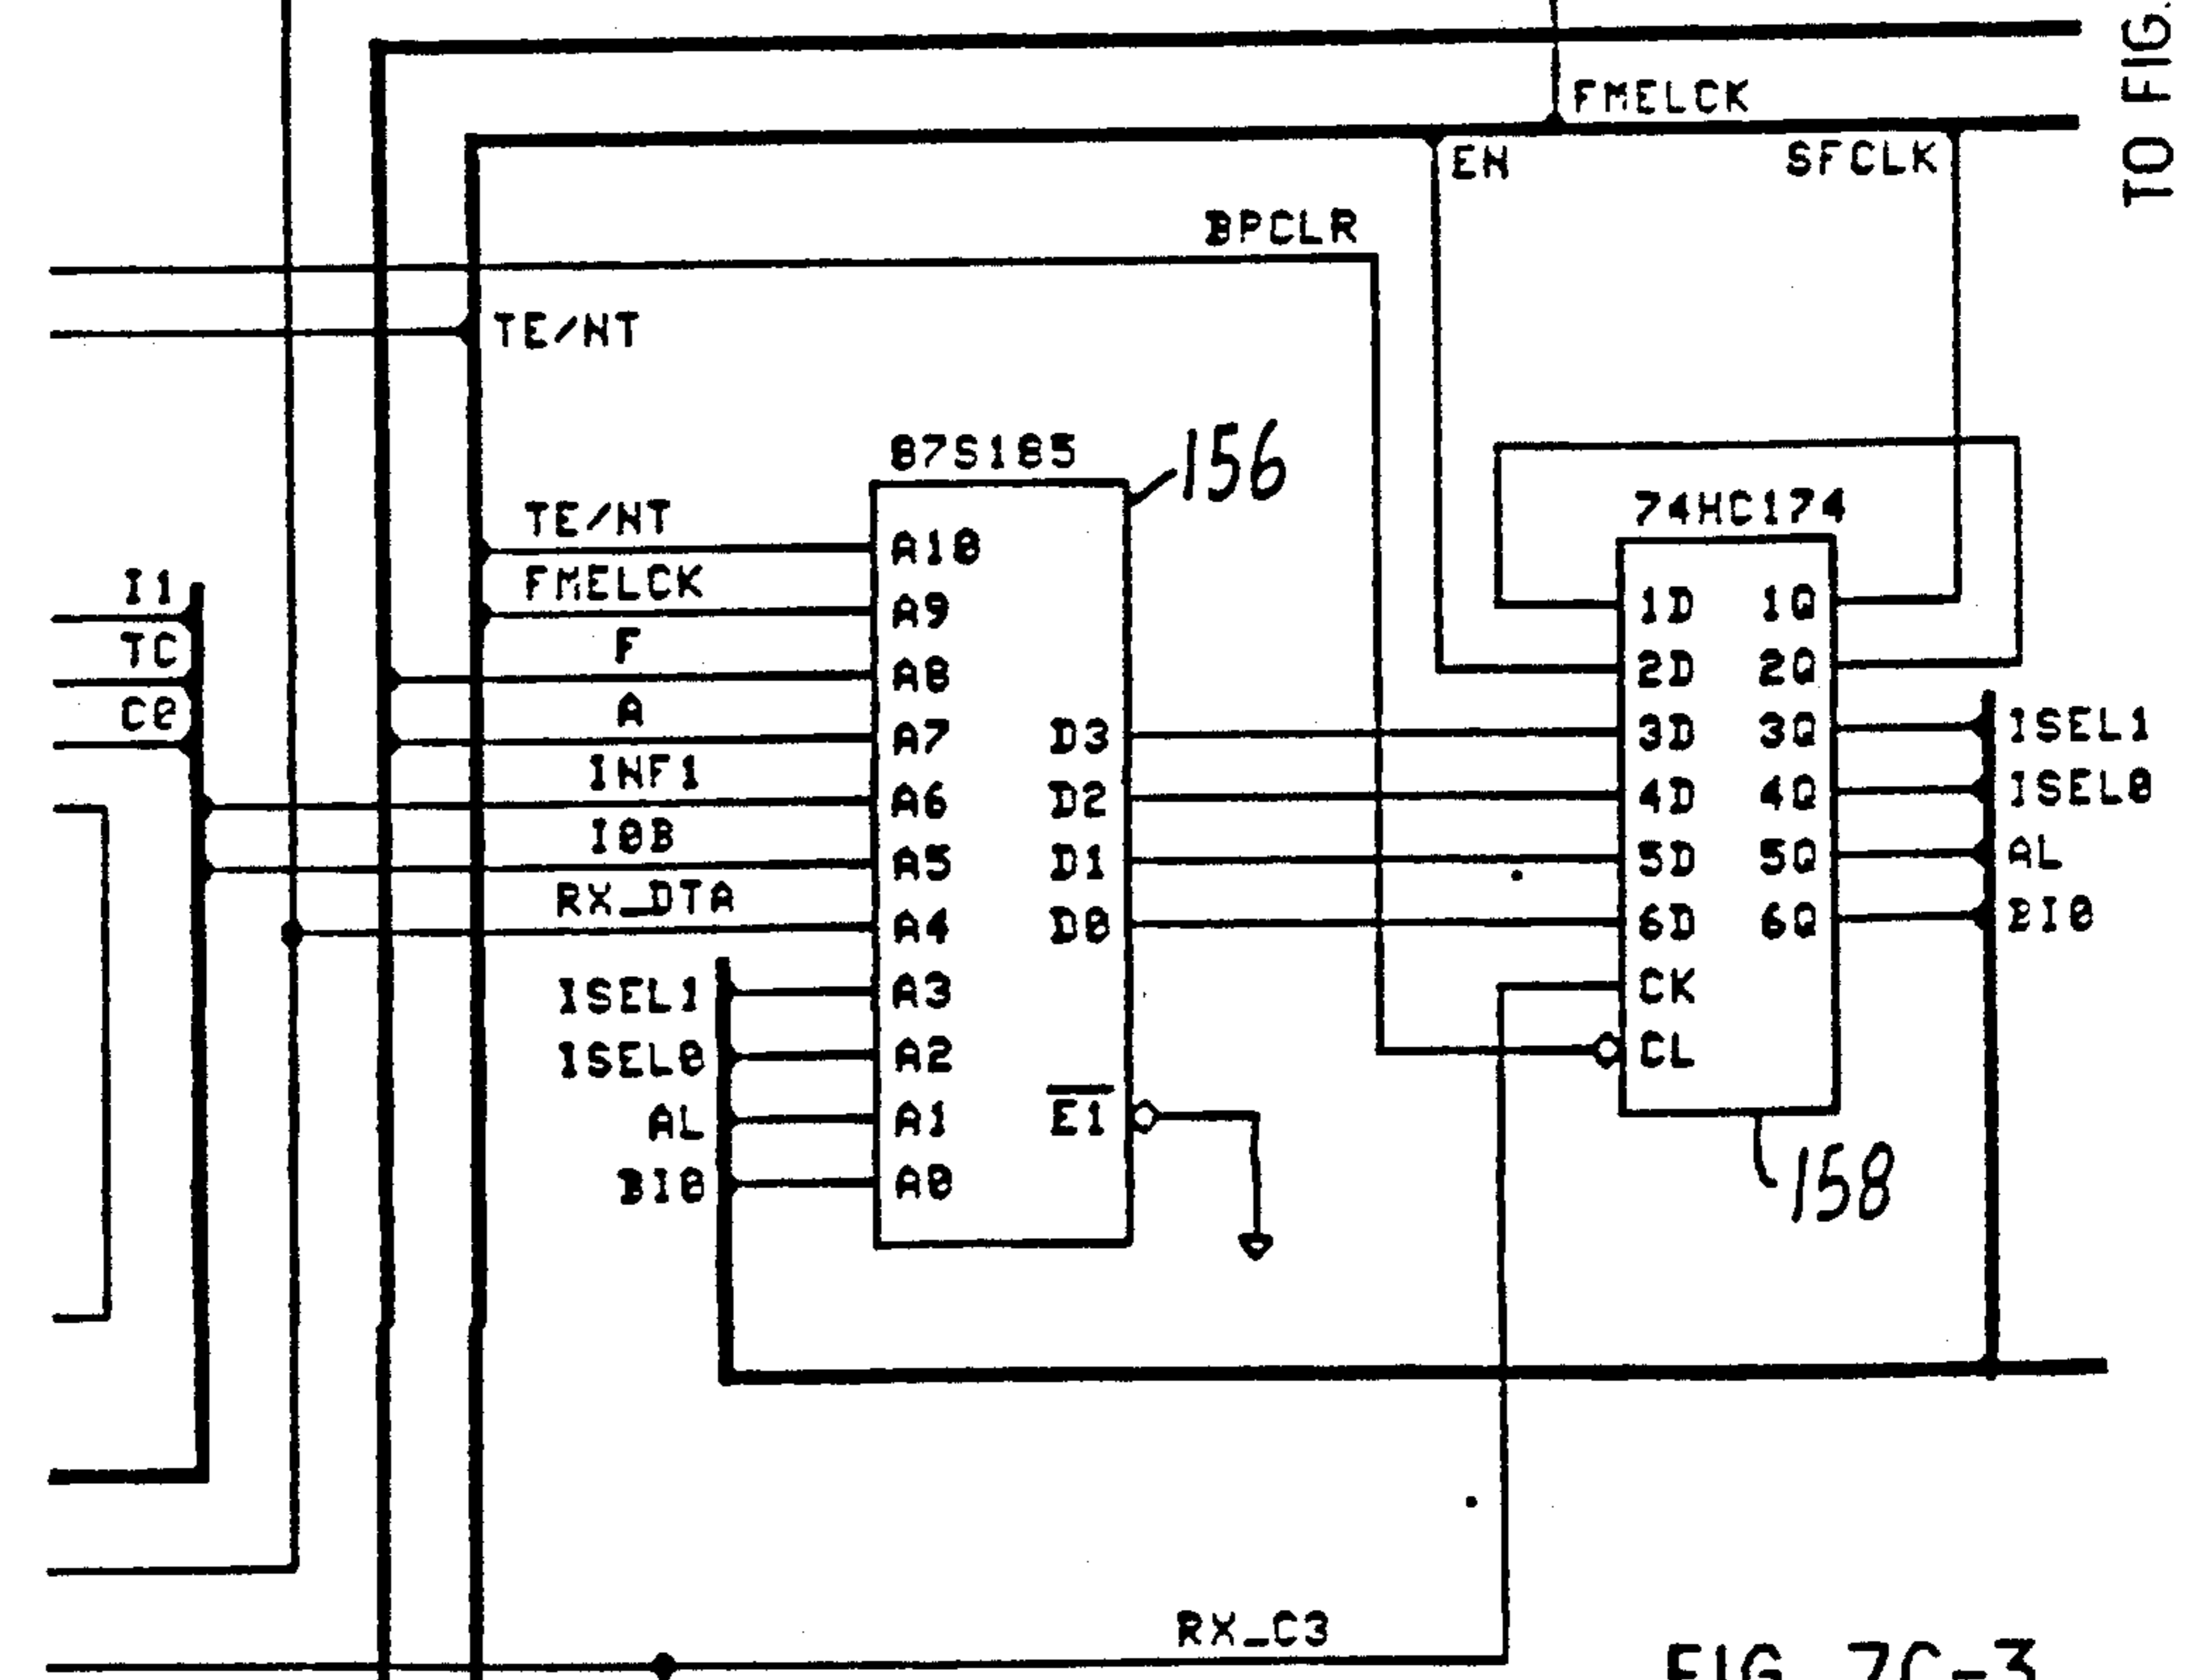 TO FIG.
FMELCK
EN
SFCLK
BPCLR
TE/NT
87S185
156
74HC174
TE/NT
FMELCK
F
A
INF1
I0B
RX_DTA
I1
TC
C0
ISEL1
ISEL0
AL
BI0
A10
A9
A8
A7
A6
A5
A4
A3
A2
A1
A0
D3
D2
D1
D0
E1
1D 1Q
2D 2Q
3D 3Q
4D 4Q
5D 5Q
6D 6Q
CK
CL
ISEL1
ISEL0
AL
BI0
158
RX_C3
FIG. 7C-3